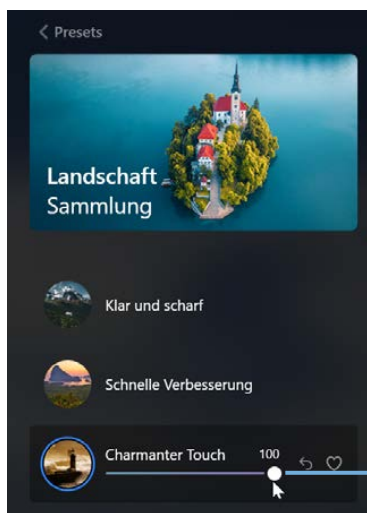 Presets
Landschaft
Sammlung
Klar und scharf
Schnelle Verbesserung
Charmanter Touch 100